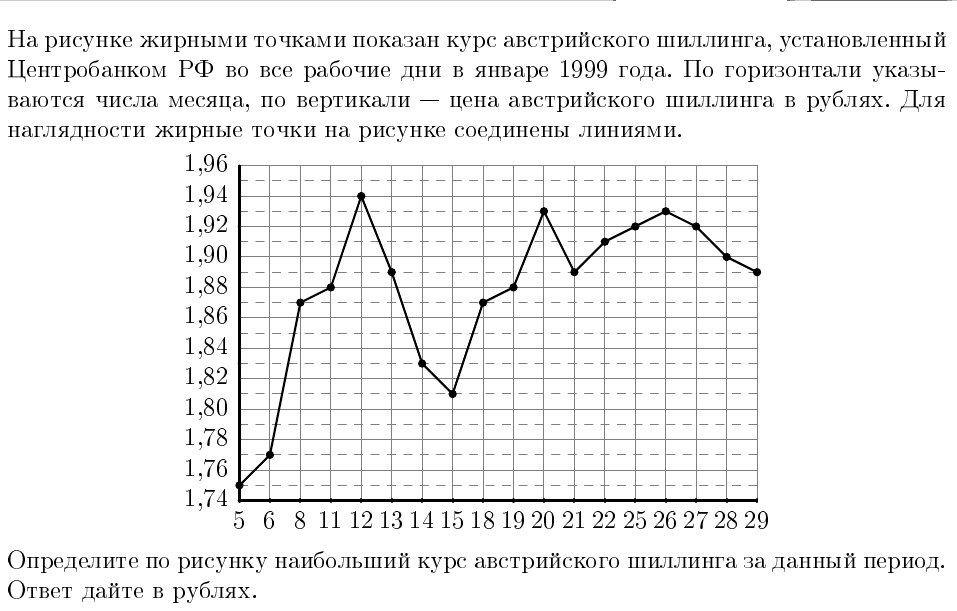 На рисунке жирными точками показан курс австрийского шиллинга, установленный
Центробанком РФ во все рабочие дни в январе 1999 года. По горизонтали указы-
ваются числа месяца, по вертикали — цена австрийского шиллинга в рублях. Для
наглядности жирные точки на рисунке соединены линиями.
1,96
1,94
1,92
1,90
1,88
1,86
1,84
1,82
1,80
1,78
1,76
1,74
5 6 8 11 12 13 14 15 18 19 20 21 22 25 26 27 28 29
Определите по рисунку наибольший курс австрийского шиллинга за данный период.
Ответ дайте в рублях.